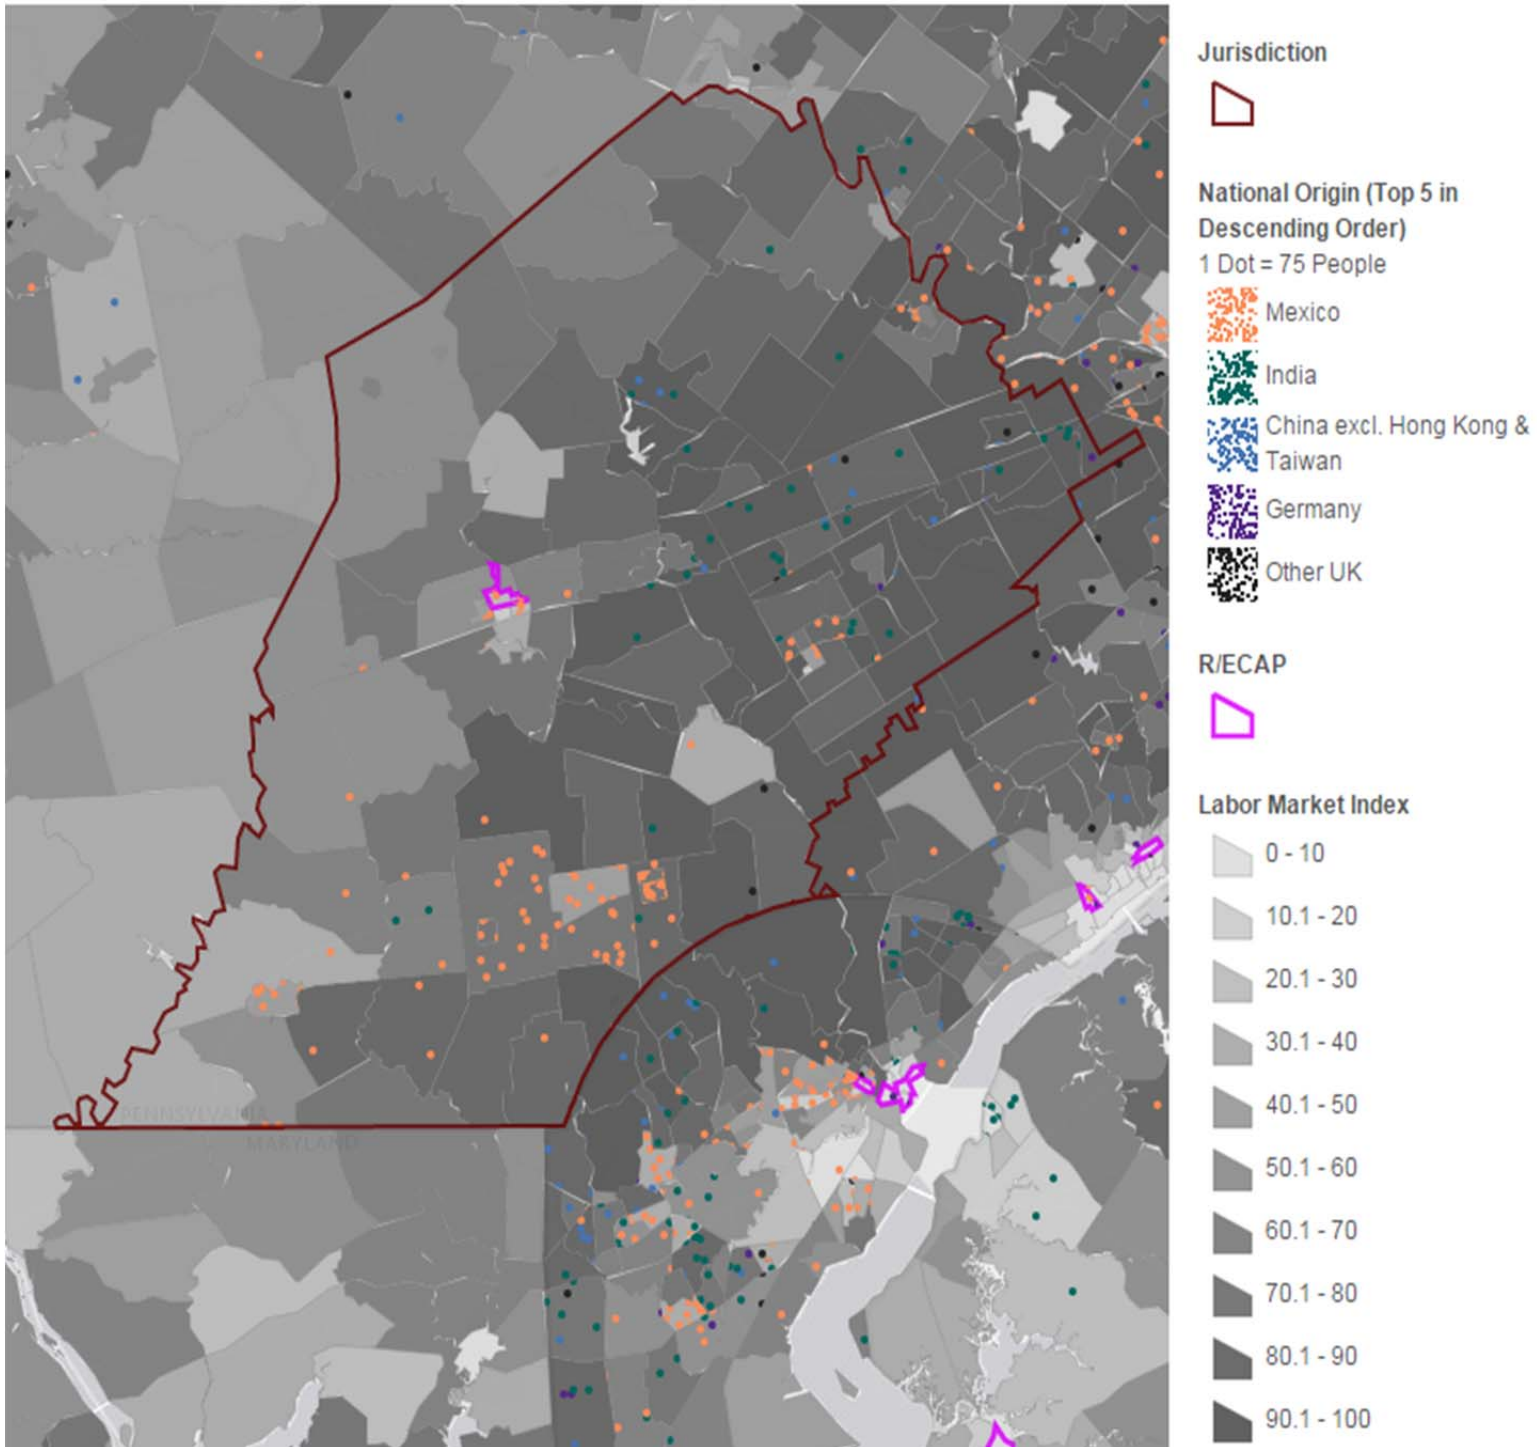 PENNSYLVANIA
MARYLAND
Jurisdiction
National Origin (Top 5 in
Descending Order)
1 Dot = 75 People
Mexico
India
China excl. Hong Kong &
Taiwan
Germany
Other UK
R/ECAP
Labor Market Index
0 - 10
10.1 - 20
20.1 - 30
30.1 - 40
40.1 - 50
50.1 - 60
60.1 - 70
70.1 - 80
80.1 - 90
90.1 - 100